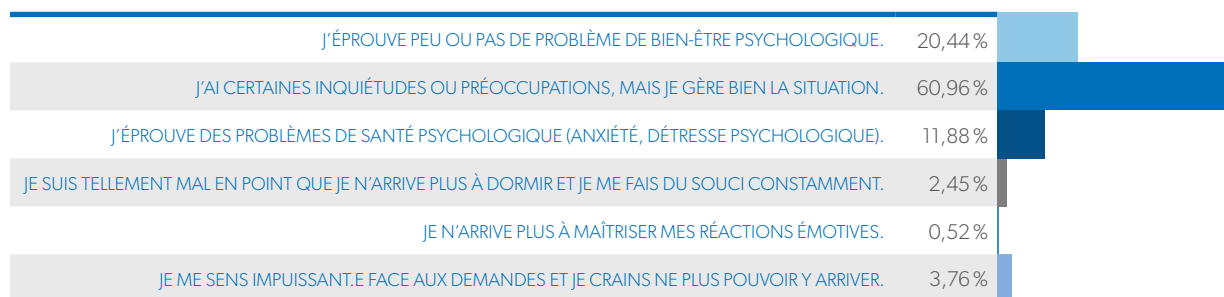 J'ÉPROUVE PEU OU PAS DE PROBLÈME DE BIEN-ÊTRE PSYCHOLOGIQUE. 20,44 %
J'AI CERTAINES INQUIÉTUDES OU PRÉOCCUPATIONS, MAIS JE GÈRE BIEN LA SITUATION. 60,96 %
J'ÉPROUVE DES PROBLÈMES DE SANTÉ PSYCHOLOGIQUE (ANXIÉTÉ, DÉTRESSE PSYCHOLOGIQUE). 11,88 %
JE SUIS TELLEMENT MAL EN POINT QUE JE N'ARRIVE PLUS À DORMIR ET JE ME FAIS DU SOUCI CONSTAMMENT. 2,45 %
JE N'ARRIVE PLUS À MAÎTRISER MES RÉACTIONS ÉMOTIVES. 0,52 %
JE ME SENS IMPUISSANT.E FACE AUX DEMANDES ET JE CRAINS NE PLUS POUVOIR Y ARRIVER. 3,76 %